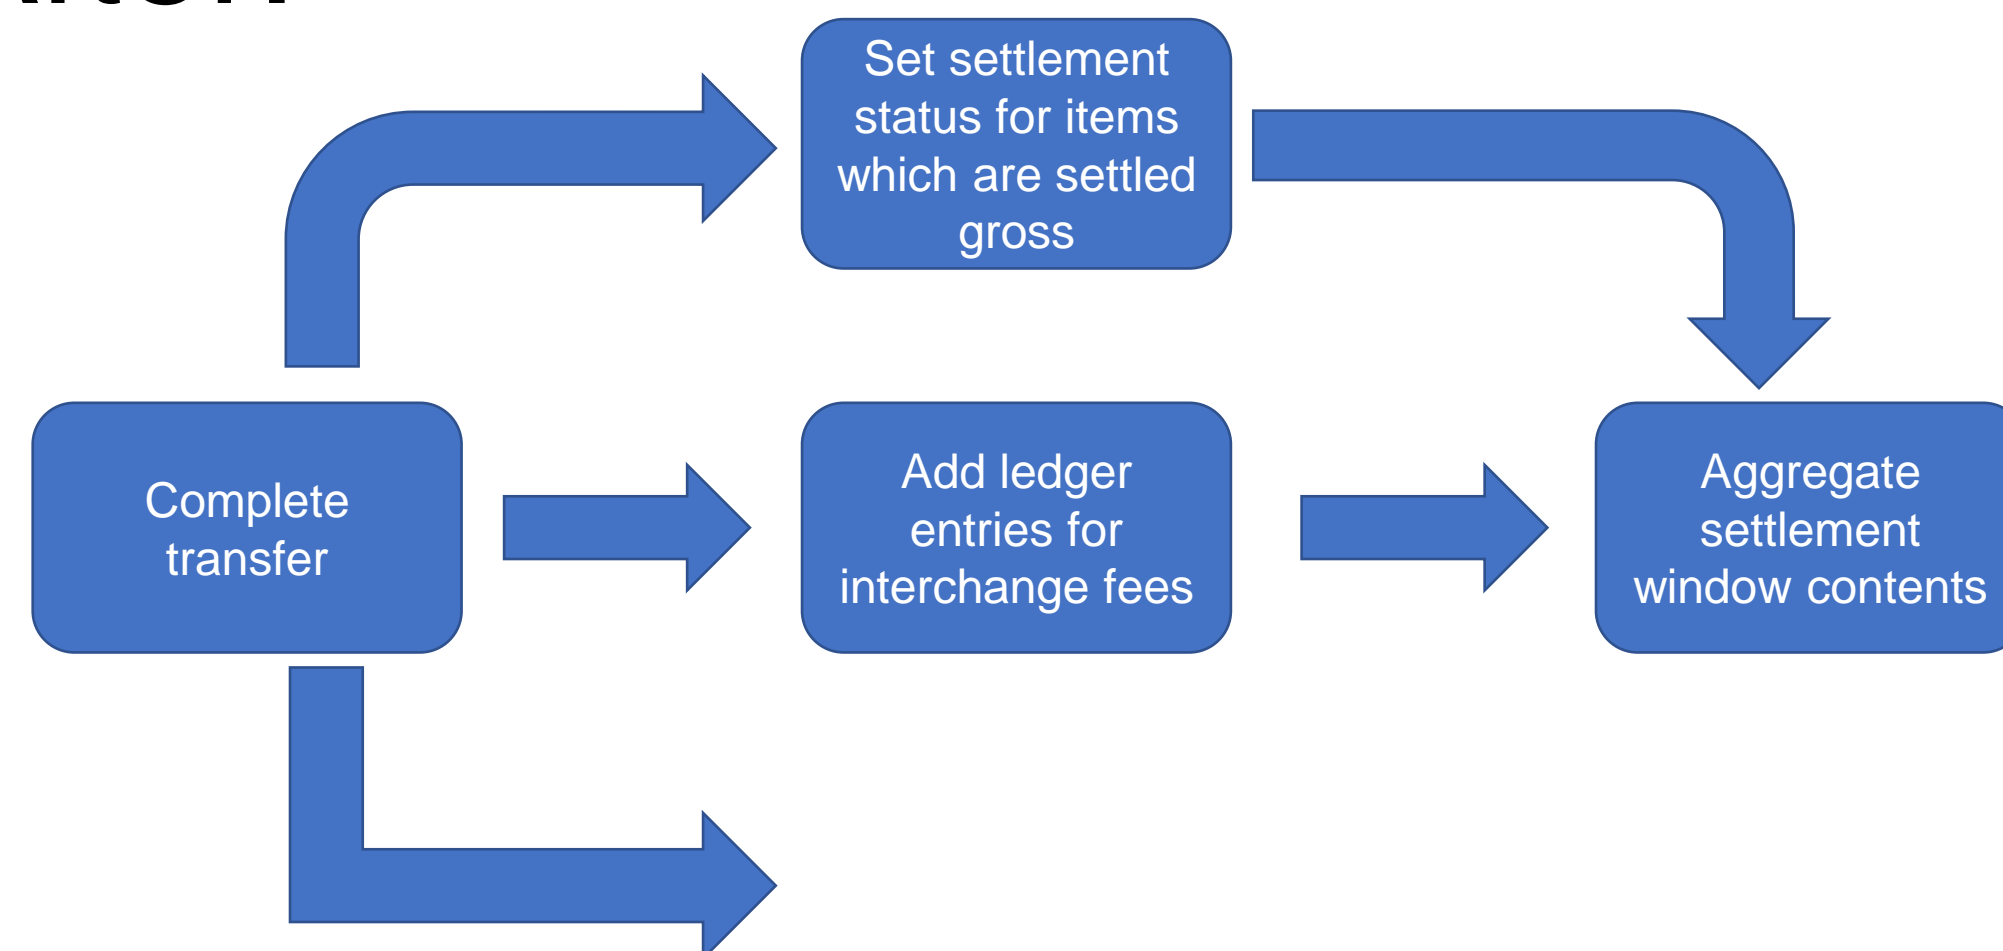 Set settlement
status for items
which are settled
gross
Complete
transfer
Add ledger
entries for
interchange fees
Aggregate
settlement
window contents